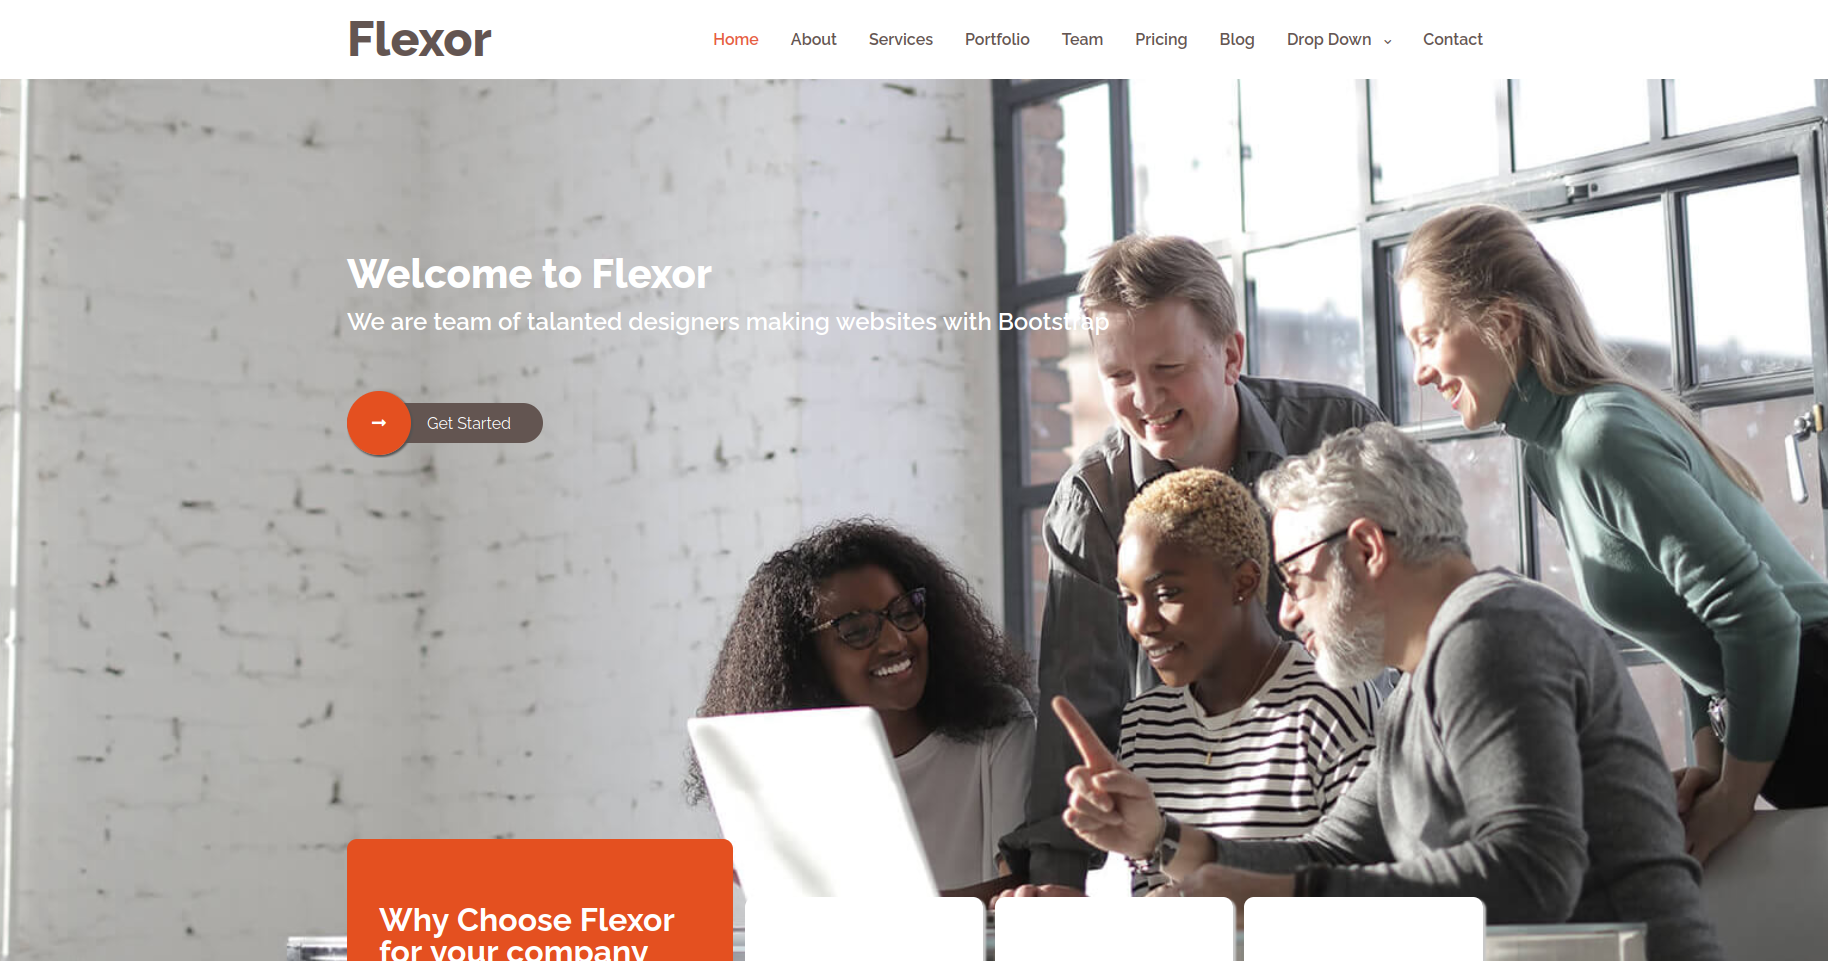 Flexor
Home About Services Portfolio Team Pricing Blog Drop Down Contact
Welcome to Flexor
We are team of talanted designers making websites with Bootstrap
Get Started
Why Choose Flexor
for your company